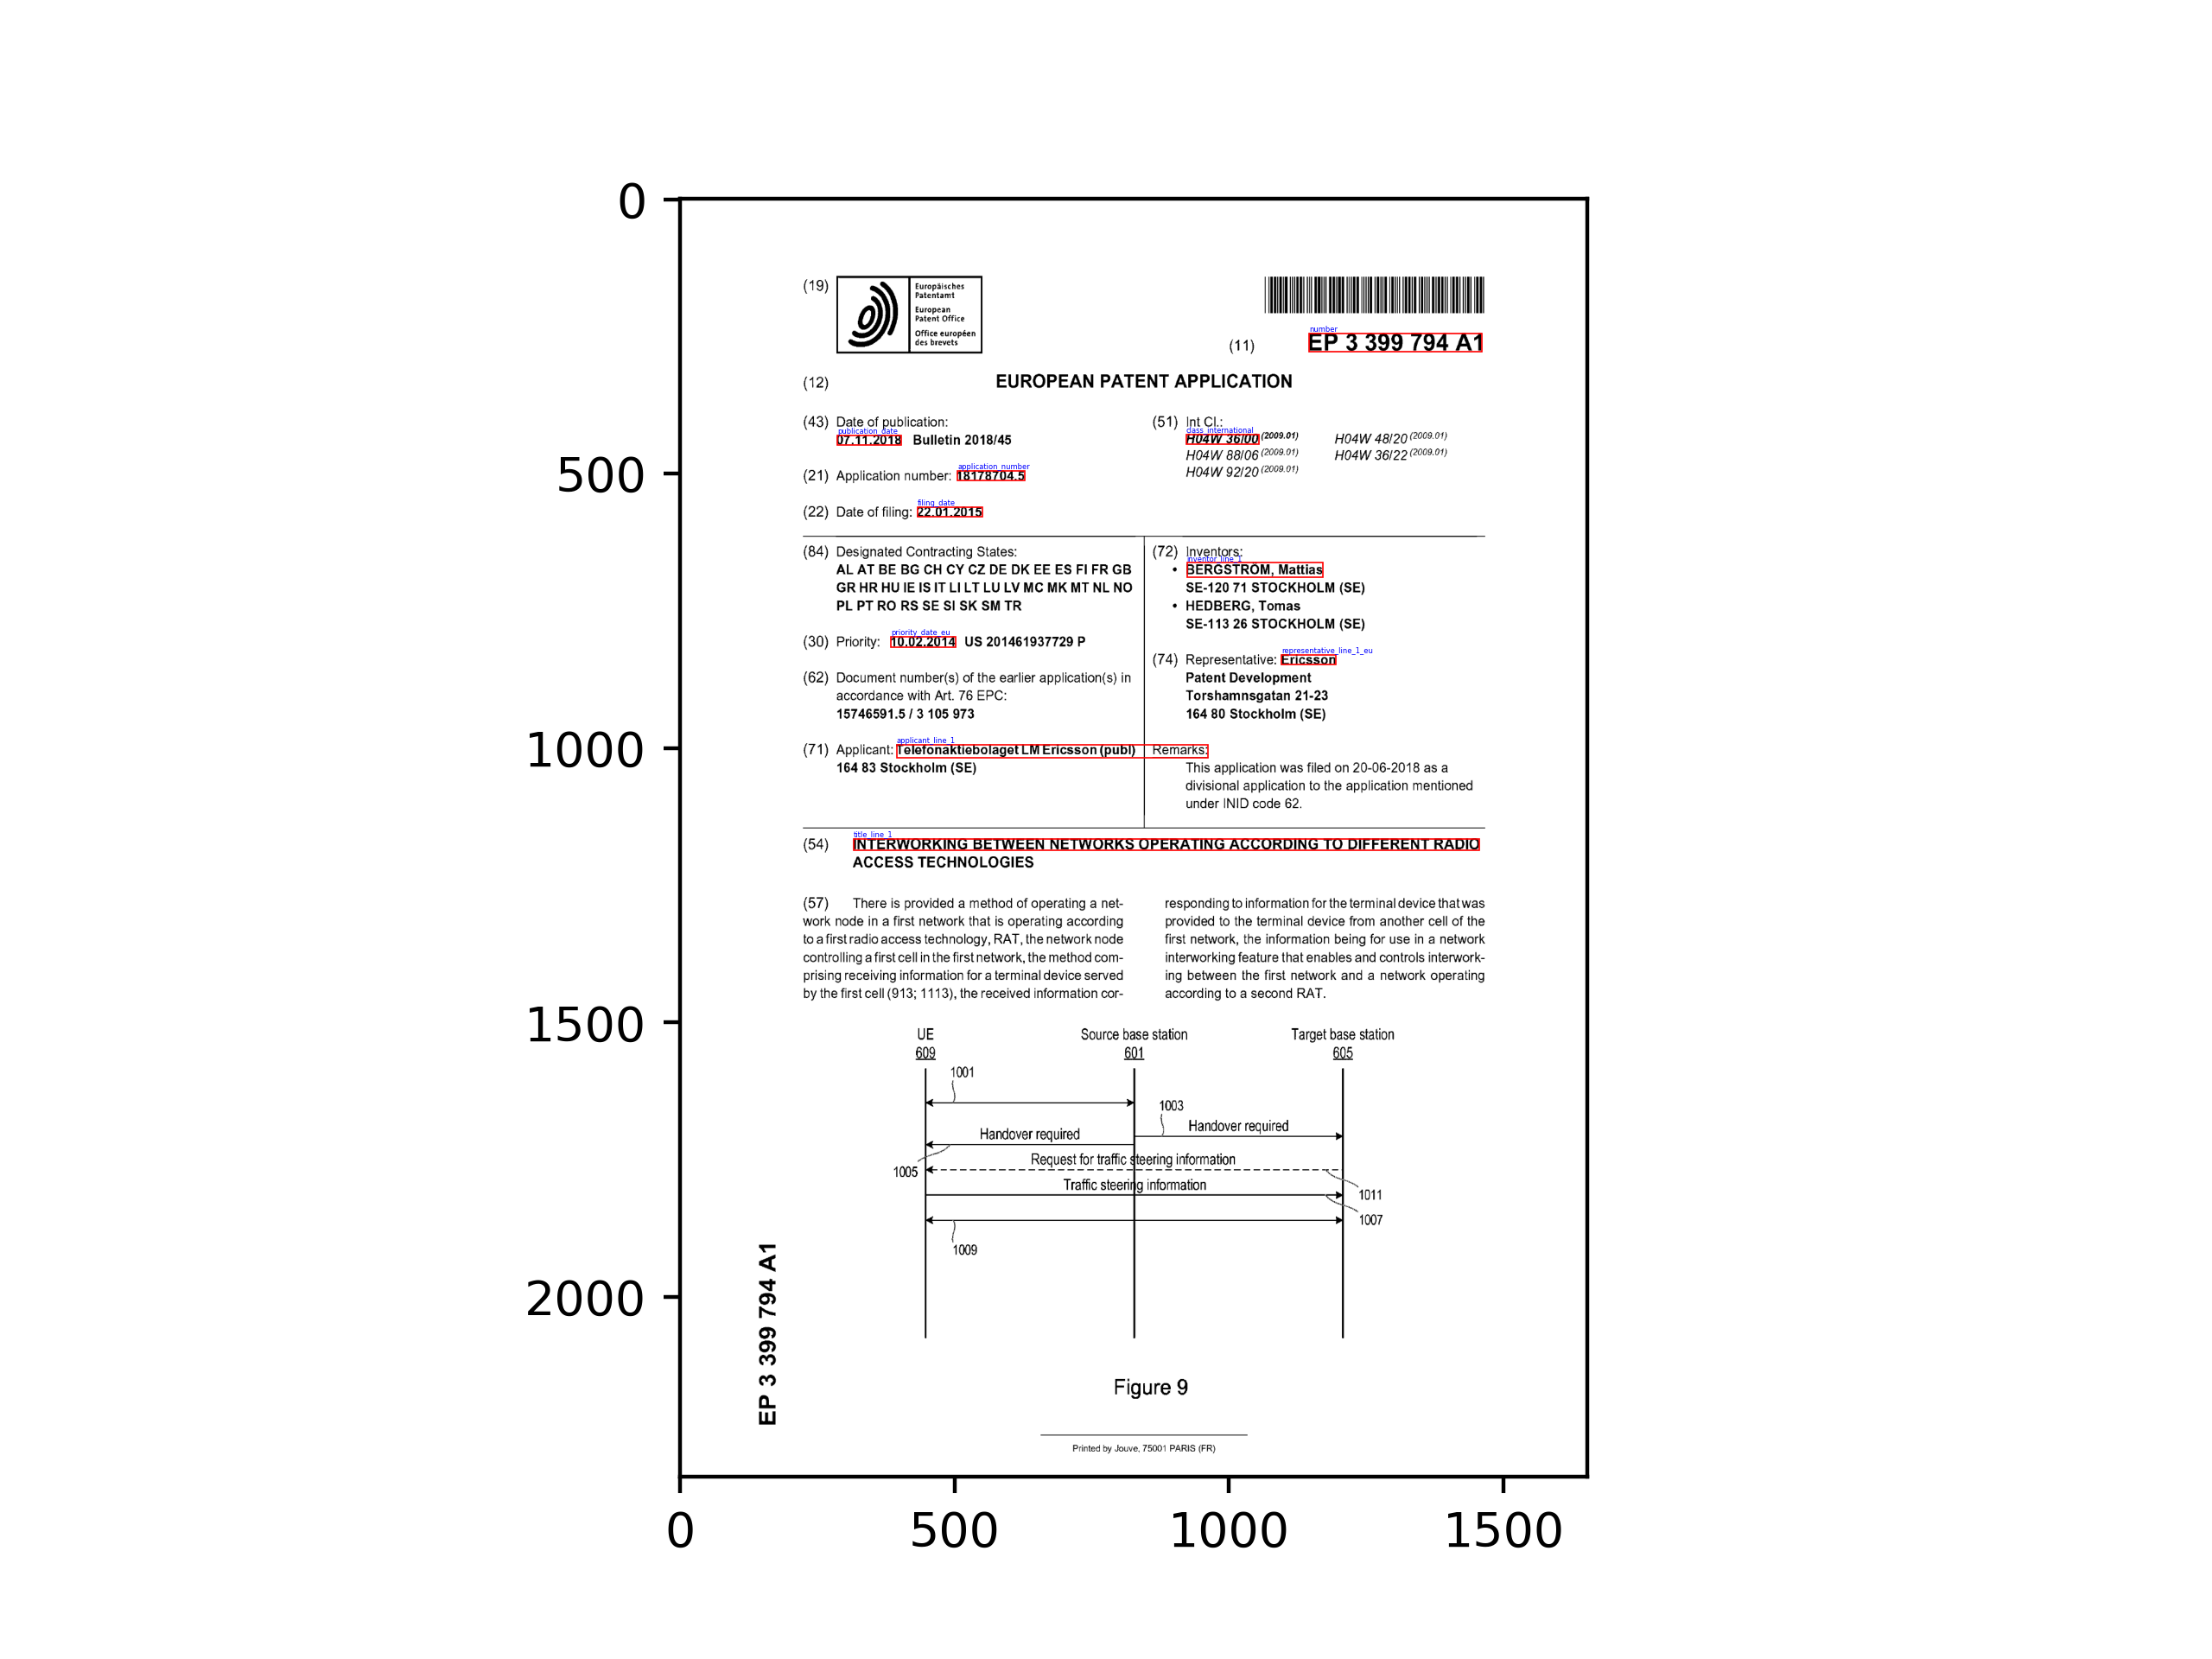 0
500
1000
1500
2000
0
500
1000
1500
(19)
Europäisches
Patentamt
European
Patent Office
Office européen
des brevets
number
(11)
EP 3 399 794 A1
(12)
EUROPEAN PATENT APPLICATION
(43) Date of publication:
publication_date
07.11.2018 Bulletin 2018/45
(21) Application number: 18178704.5
application_number
(22) Date of filing: 22.01.2015
filing_date
(51) Int Cl.:
class_international
H04W 36/00 (2009.01) H04W 48/20 (2009.01)
H04W 88/06 (2009.01) H04W 36/22 (2009.01)
H04W 92/20 (2009.01)
(84) Designated Contracting States:
AL AT BE BG CH CY CZ DE DK EE ES FI FR GB
GR HR HU IE IS IT LI LT LU LV MC MK MT NL NO
PL PT RO RS SE SI SK SM TR
priority_date_eu
(30) Priority: 10.02.2014 US 201461937729 P
(62) Document number(s) of the earlier application(s) in
accordance with Art. 76 EPC:
15746591.5 / 3 105 973
applicant_line_1
(71) Applicant: Telefonaktiebolaget LM Ericsson (publ)
164 83 Stockholm (SE)
(72) Inventors:
inventor_line_1
• BERGSTRÖM, Mattias
SE-120 71 STOCKHOLM (SE)
• HEDBERG, Tomas
SE-113 26 STOCKHOLM (SE)
representative_line_1_eu
(74) Representative: Ericsson
Patent Development
Torshamnsgatan 21-23
164 80 Stockholm (SE)
Remarks:
This application was filed on 20-06-2018 as a
divisional application to the application mentioned
under INID code 62.
title_line_1
(54) INTERWORKING BETWEEN NETWORKS OPERATING ACCORDING TO DIFFERENT RADIO
ACCESS TECHNOLOGIES
(57) There is provided a method of operating a net-
work node in a first network that is operating according
to a first radio access technology, RAT, the network node
controlling a first cell in the first network, the method com-
prising receiving information for a terminal device served
by the first cell (913; 1113), the received information cor-
responding to information for the terminal device that was
provided to the terminal device from another cell of the
first network, the information being for use in a network
interworking feature that enables and controls interwork-
ing between the first network and a network operating
according to a second RAT.
UE
609
Source base station
601
Target base station
605
1001
1003
Handover required
Handover required
Request for traffic steering information
1005
Traffic steering information
1011
1007
1009
EP 3 399 794 A1
Figure 9
Printed by Jouve, 75001 PARIS (FR)